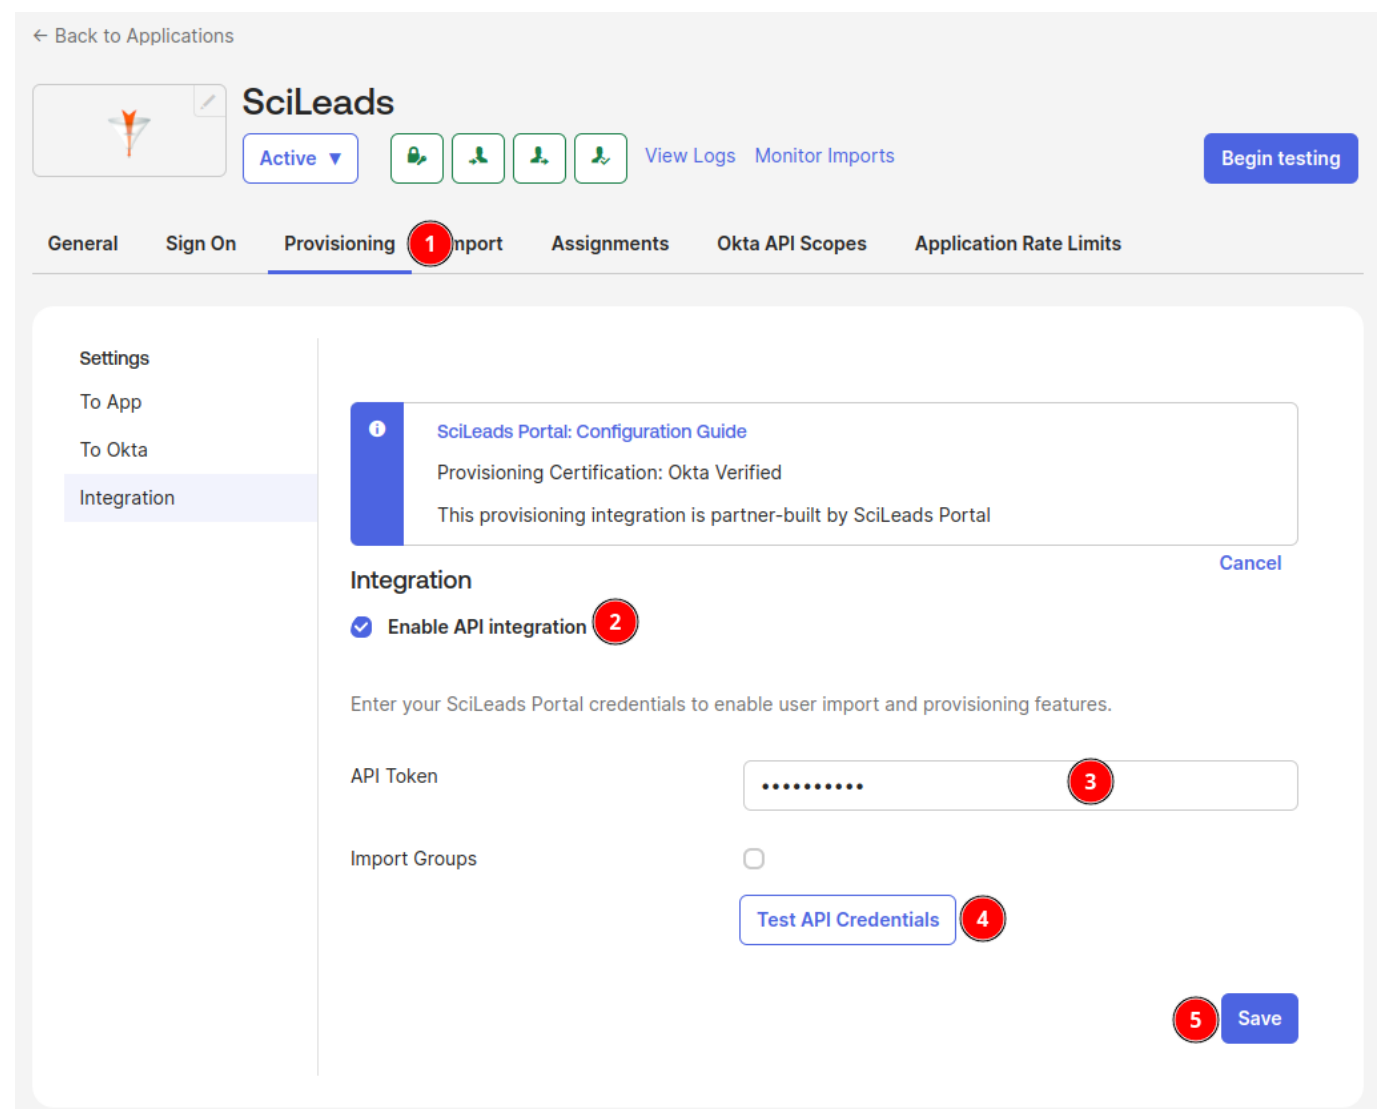 ← Back to Applications
SciLeads
Active ▼
View Logs Monitor Imports
Begin testing
General Sign On Provisioning 1 mport Assignments Okta API Scopes Application Rate Limits
Settings
To App
To Okta
Integration
SciLeads Portal: Configuration Guide
Provisioning Certification: Okta Verified
This provisioning integration is partner-built by SciLeads Portal
Cancel
Integration
Enable API integration 2
Enter your SciLeads Portal credentials to enable user import and provisioning features.
API Token •••••••••• 3
Import Groups
Test API Credentials 4
5 Save